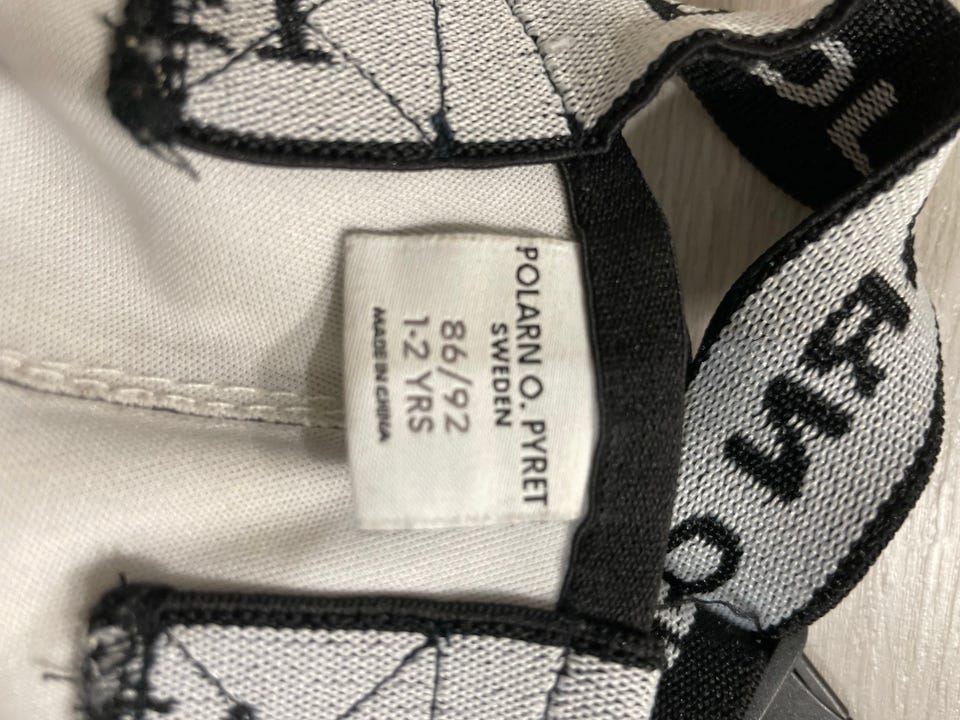 POLARN O. PYRET
SWEDEN
86/92
1-2 YRS
MADE IN CHINA